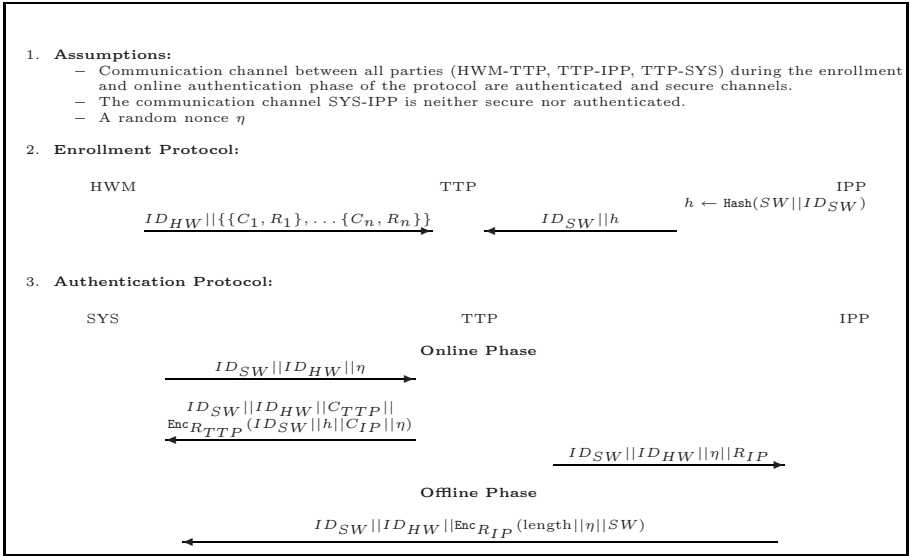 1. Assumptions:
– Communication channel between all parties (HWM-TTP, TTP-IPP, TTP-SYS) during the enrollment
and online authentication phase of the protocol are authenticated and secure channels.
– The communication channel SYS-IPP is neither secure nor authenticated.
– A random nonce η
2. Enrollment Protocol:
HWM TTP IPP
h ← Hash(SW||ID_SW)
ID_HW||{{C_1, R_1}, . . . {C_n, R_n}} ID_SW||h
3. Authentication Protocol:
SYS TTP IPP
Online Phase
ID_SW||ID_HW||η
ID_SW||ID_HW||C_TTP||
Enc_R_TTP(ID_SW||h||C_IP||η)
ID_SW||ID_HW||η||R_IP
Offline Phase
ID_SW||ID_HW||Enc_R_IP(length||η||SW)